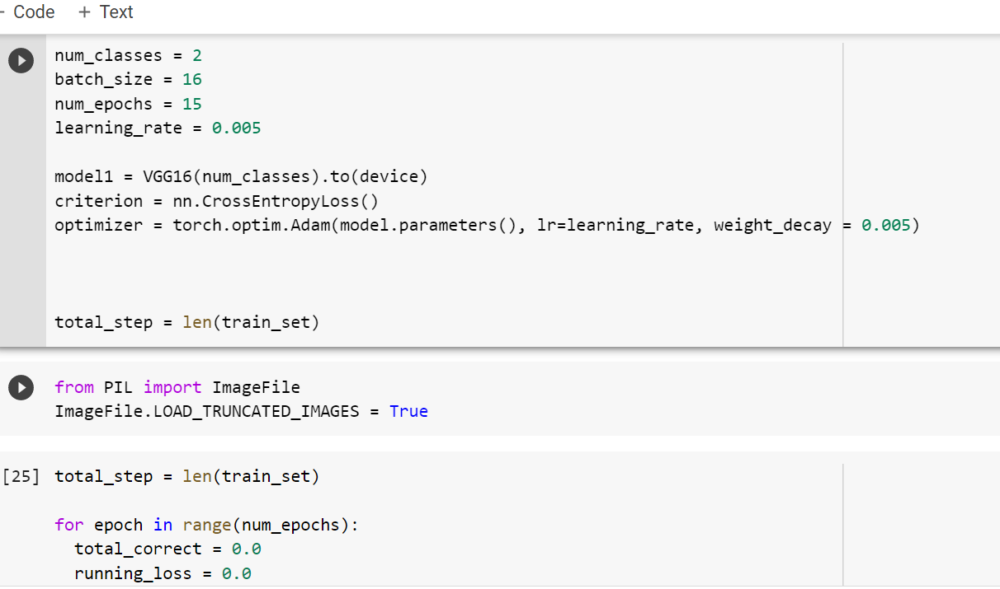 Code + Text
num_classes = 2
batch_size = 16
num_epochs = 15
learning_rate = 0.005
model1 = VGG16(num_classes).to(device)
criterion = nn.CrossEntropyLoss()
optimizer = torch.optim.Adam(model.parameters(), lr=learning_rate, weight_decay = 0.005)
total_step = len(train_set)
from PIL import ImageFile
ImageFile.LOAD_TRUNCATED_IMAGES = True
[25] total_step = len(train_set)
for epoch in range(num_epochs):
total_correct = 0.0
running_loss = 0.0